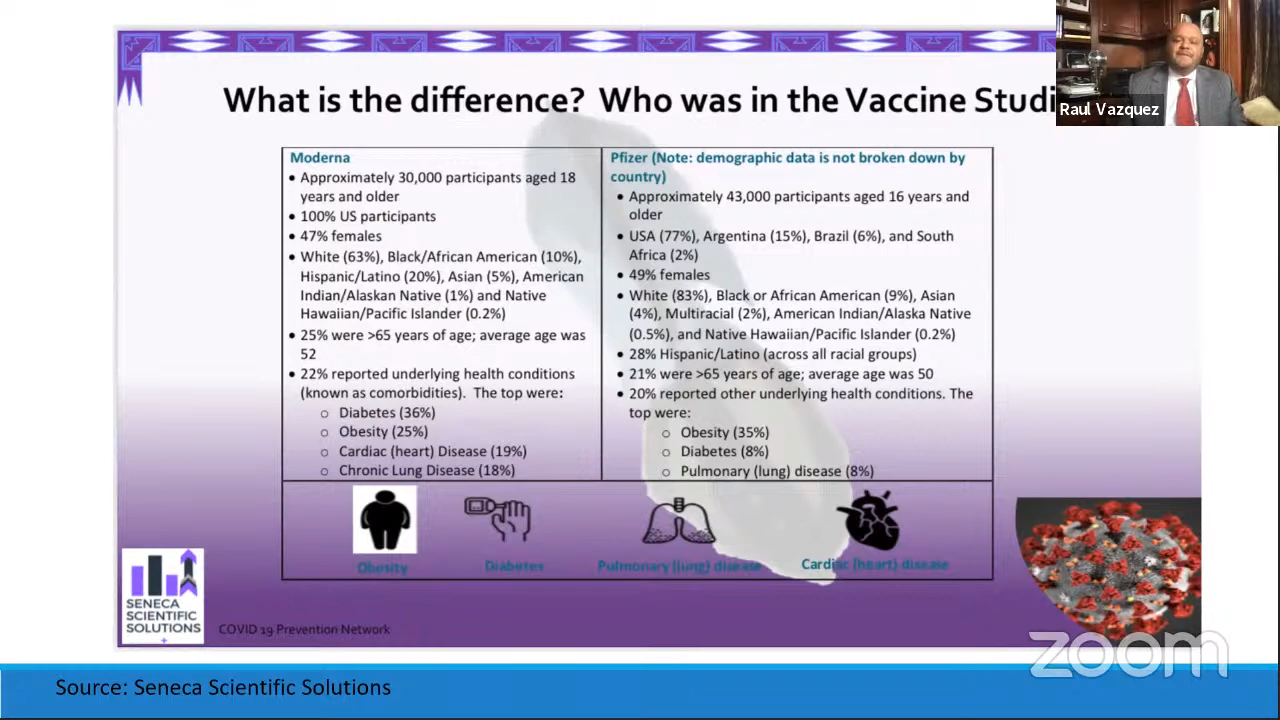 What is the difference? Who was in the Vaccine Studi
Raul Vazquez
Moderna
• Approximately 30,000 participants aged 18
years and older
• 100% US participants
• 47% females
• White (63%), Black/African American (10%),
Hispanic/Latino (20%), Asian (5%), American
Indian/Alaskan Native (1%) and Native
Hawaiian/Pacific Islander (0.2%)
• 25% were >65 years of age; average age was
52
• 22% reported underlying health conditions
(known as comorbidities). The top were:
○ Diabetes (36%)
○ Obesity (25%)
○ Cardiac (heart) Disease (19%)
○ Chronic Lung Disease (18%)
Pfizer (Note: demographic data is not broken down by
country)
• Approximately 43,000 participants aged 16 years and
older
• USA (77%), Argentina (15%), Brazil (6%), and South
Africa (2%)
• 49% females
• White (83%), Black or African American (9%), Asian
(4%), Multiracial (2%), American Indian/Alaska Native
(0.5%), and Native Hawaiian/Pacific Islander (0.2%)
• 28% Hispanic/Latino (across all racial groups)
• 21% were >65 years of age; average age was 50
• 20% reported other underlying health conditions. The
top were:
○ Obesity (35%)
○ Diabetes (8%)
○ Pulmonary (lung) disease (8%)
Obesity
Diabetes
Pulmonary (lung) disease
Cardiac (heart) disease
SENECA
SCIENTIFIC
SOLUTIONS
COVID 19 Prevention Network
zoom
Source: Seneca Scientific Solutions